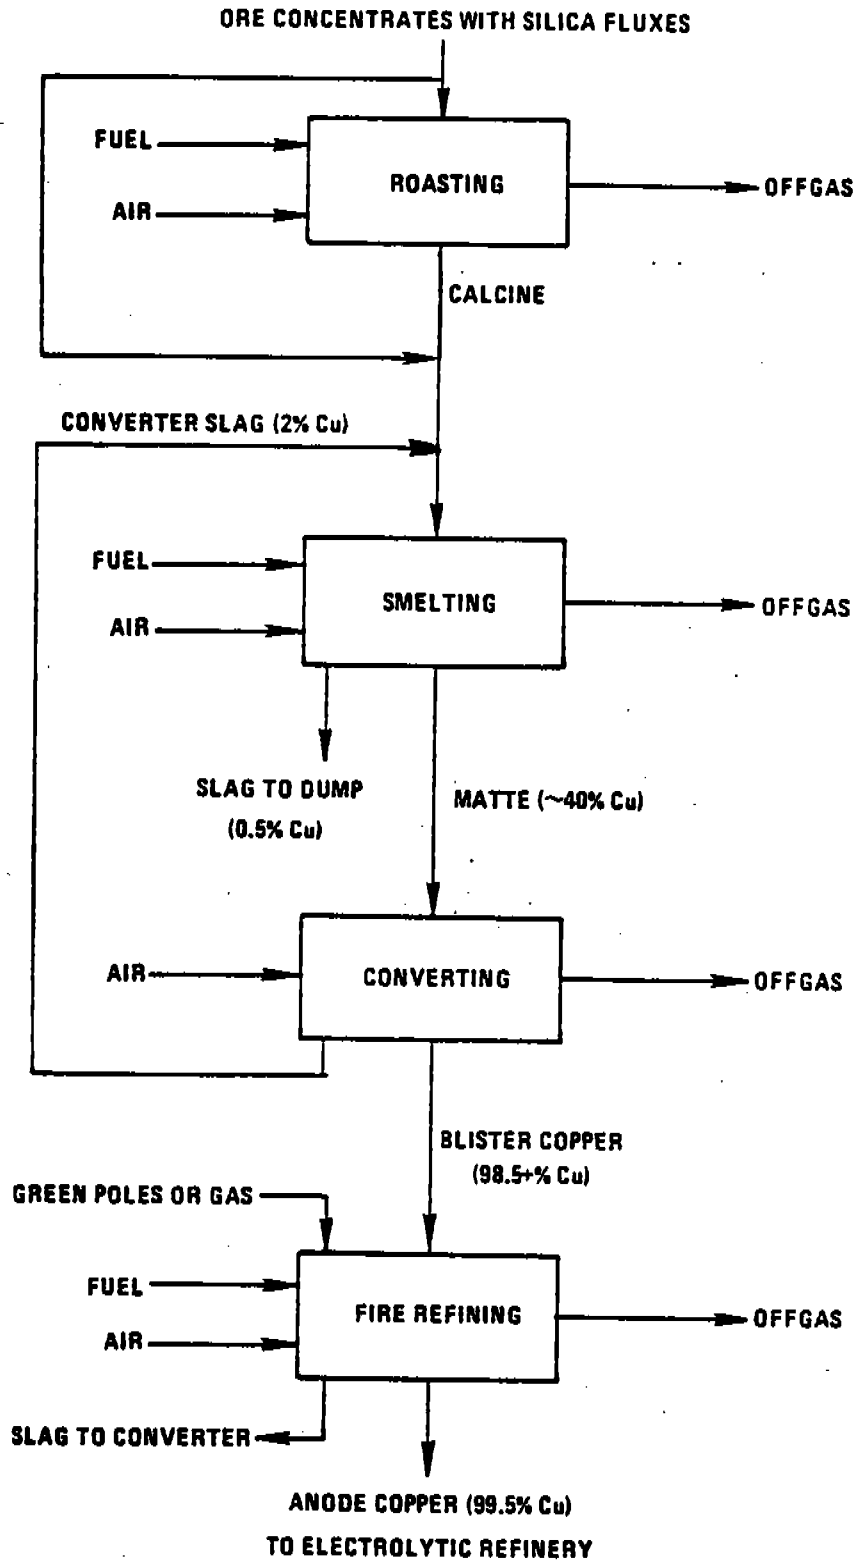 ORE CONCENTRATES WITH SILICA FLUXES
FUEL
ROASTING
OFFGAS
AIR
CALCINE
CONVERTER SLAG (2% Cu)
FUEL
SMELTING
OFFGAS
AIR
SLAG TO DUMP
(0.5% Cu)
MATTE (~40% Cu)
AIR
CONVERTING
OFFGAS
BLISTER COPPER
(98.5+% Cu)
GREEN POLES OR GAS
FUEL
FIRE REFINING
OFFGAS
AIR
SLAG TO CONVERTER
ANODE COPPER (99.5% Cu)
TO ELECTROLYTIC REFINERY